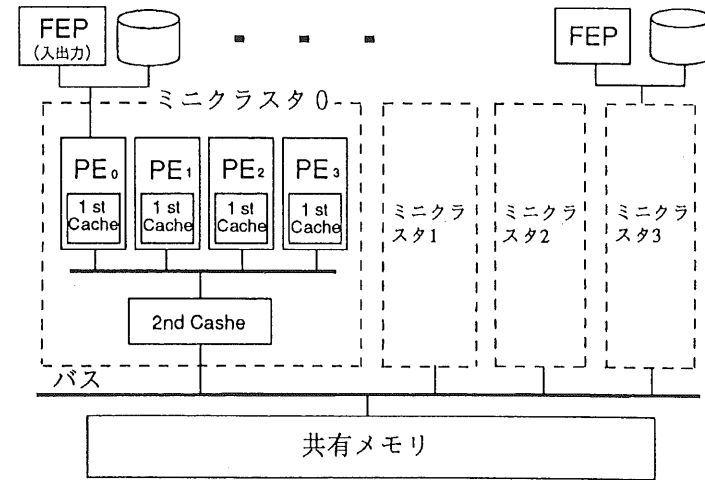 FEP
(入出力)
FEP
ミニクラスタ0
PE0
PE1
PE2
PE3
1 st
Cache
1 st
Cache
1 st
Cache
1 st
Cache
2nd Cashe
ミニクラ
スタ1
ミニクラ
スタ2
ミニクラ
スタ3
バス
共有メモリ